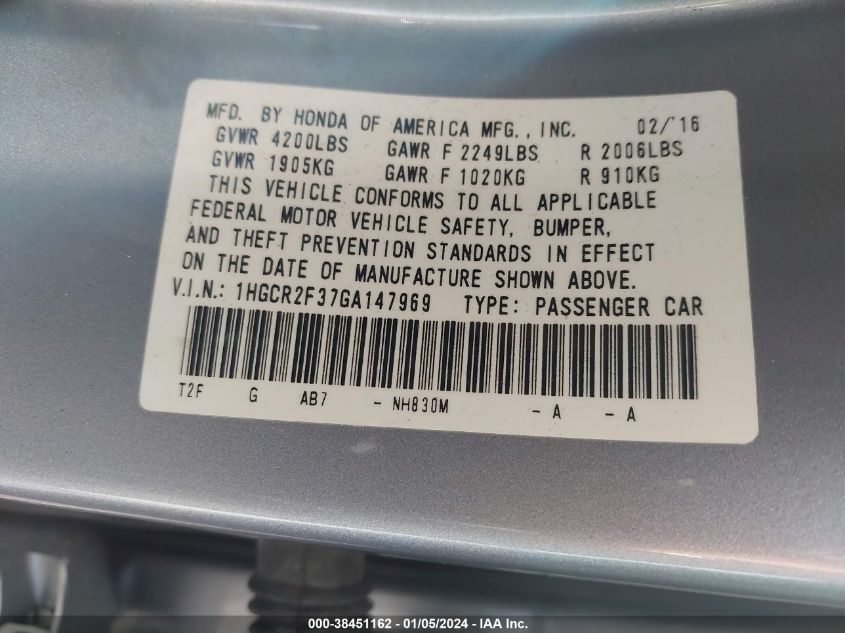 MFD. BY HONDA OF AMERICA MFG., INC. 02/'16
GVWR 4200LBS GAWR F 2249LBS R 2006LBS
GVWR 1905KG GAWR F 1020KG R 910KG
THIS VEHICLE CONFORMS TO ALL APPLICABLE
FEDERAL MOTOR VEHICLE SAFETY, BUMPER,
AND THEFT PREVENTION STANDARDS IN EFFECT
ON THE DATE OF MANUFACTURE SHOWN ABOVE.
V.I.N.: 1HGCR2F37GA147969 TYPE: PASSENGER CAR
T2F G AB7 - NH830M - A - A
000-38451162 - 01/05/2024 - IAA Inc.